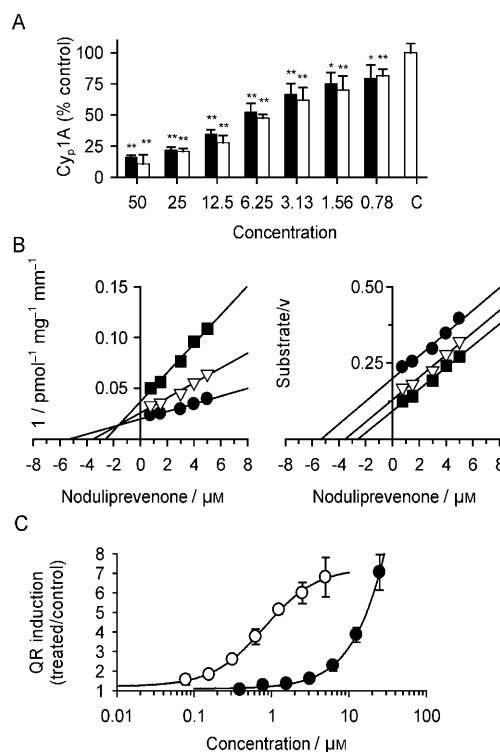 A
Cyp1A (% control)
100
75
50
25
0
** ** ** ** ** ** ** ** ** ** * ** * **
50 25 12.5 6.25 3.13 1.56 0.78 C
Concentration
B
1 / pmol⁻¹ mg⁻¹ mm⁻¹
0.15
0.10
0.05
-8 -6 -4 -2 0 2 4 6 8
Noduliprevenone / µM
Substrate/v
0.50
0.25
-8 -6 -4 -2 0 2 4 6 8
Noduliprevenone / µM
C
QR induction
(treated/control)
8
7
6
5
4
3
2
1
0.01 0.1 1 10 100
Concentration / µM